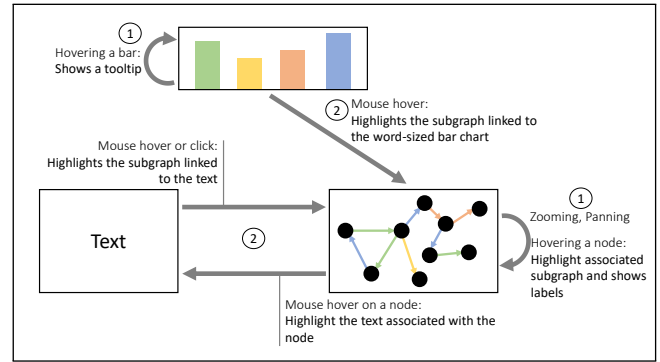 1
Hovering a bar:
Shows a tooltip
2
Mouse hover:
Highlights the subgraph linked to
the word-sized bar chart
Mouse hover or click:
Highlights the subgraph linked
to the text
Text
2
1
Zooming, Panning
Hovering a node:
Highlight associated
subgraph and shows
labels
Mouse hover on a node:
Highlight the text associated with the
node